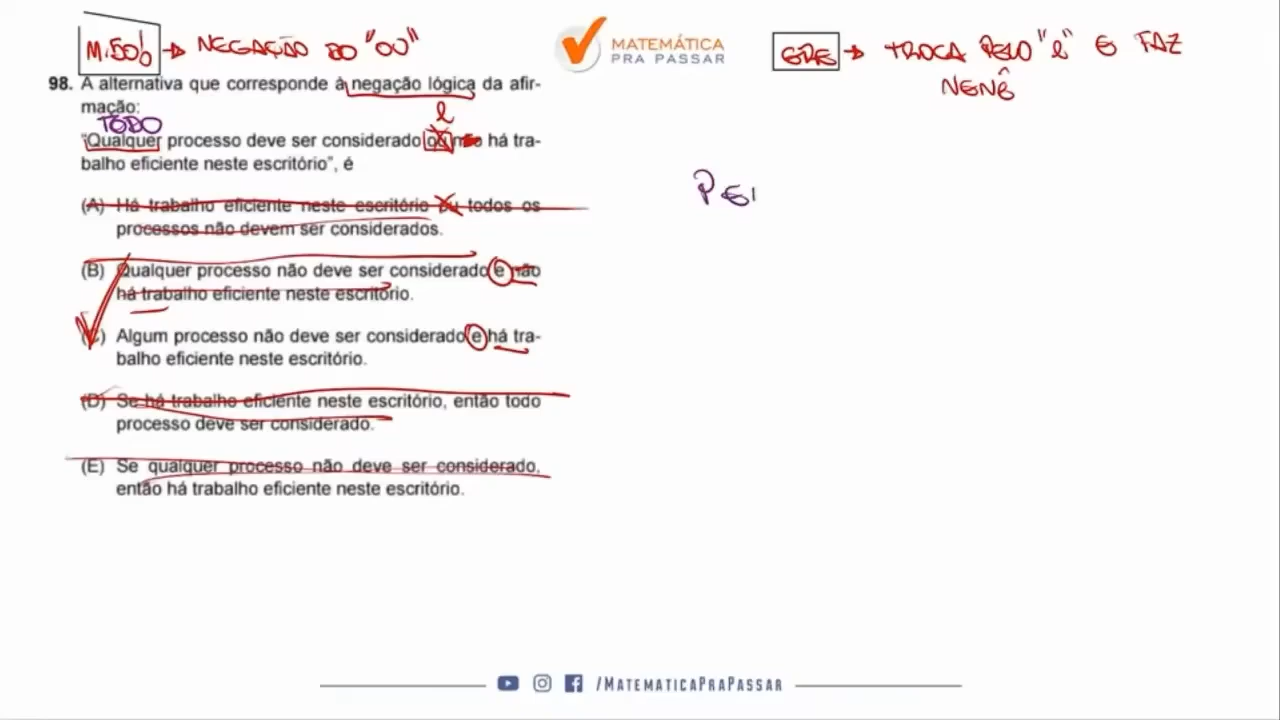 M.50% → NEGAÇÃO DO "OU"
MATEMÁTICA
PRA PASSAR
→ TROCA PELO "e" E FAZ
NENÊ
98. A alternativa que corresponde à negação lógica da afir-
mação:
TODO
e
"Qualquer processo deve ser considerado ou não há tra-
balho eficiente neste escritório", é
(A) Há trabalho eficiente neste escritório ou todos os
processos não devem ser considerados.
(B) Qualquer processo não deve ser considerado e não
há trabalho eficiente neste escritório.
(C) Algum processo não deve ser considerado e há tra-
balho eficiente neste escritório.
(D) Se há trabalho eficiente neste escritório, então todo
processo deve ser considerado.
(E) Se qualquer processo não deve ser considerado,
então há trabalho eficiente neste escritório.
/MATEMATICAPRAPASSAR